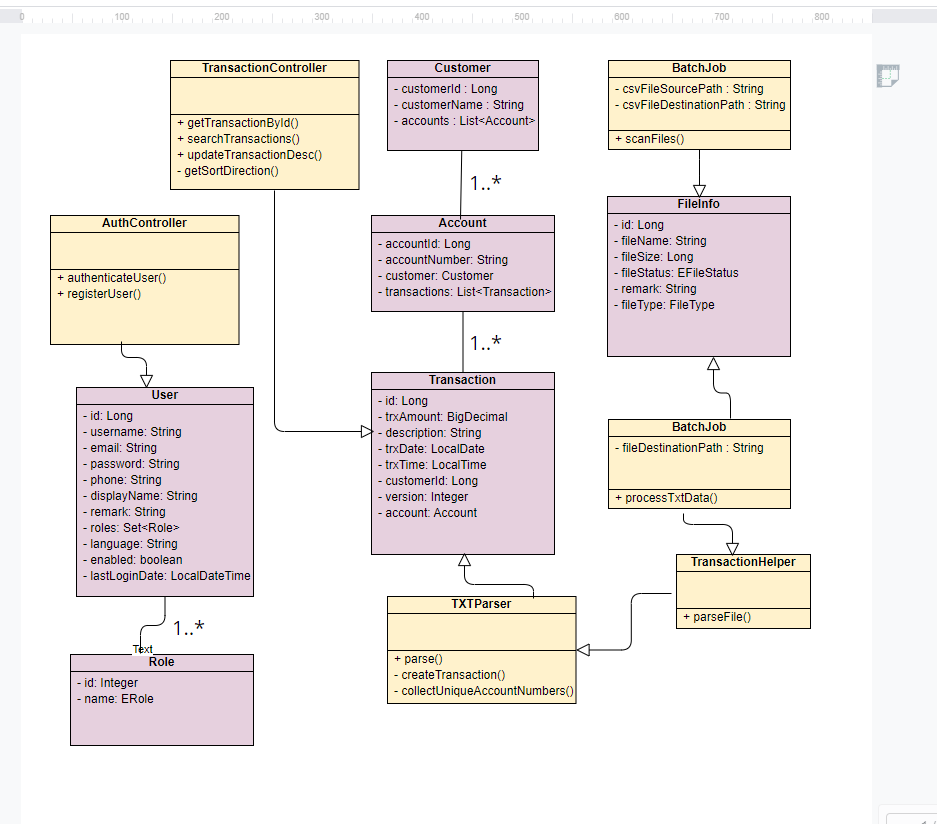 0 100 200 300 400 500 600 700 800
TransactionController
+ getTransactionById()
+ searchTransactions()
+ updateTransactionDesc()
- getSortDirection()
Customer
- customerId : Long
- customerName : String
- accounts : List<Account>
BatchJob
- csvFileSourcePath : String
- csvFileDestinationPath : String
+ scanFiles()
1..*
AuthController
+ authenticateUser()
+ registerUser()
Account
- accountId: Long
- accountNumber: String
- customer: Customer
- transactions: List<Transaction>
FileInfo
- id: Long
- fileName: String
- fileSize: Long
- fileStatus: EFileStatus
- remark: String
- fileType: FileType
1..*
User
- id: Long
- username: String
- email: String
- password: String
- phone: String
- displayName: String
- remark: String
- roles: Set<Role>
- language: String
- enabled: boolean
- lastLoginDate: LocalDateTime
Transaction
- id: Long
- trxAmount: BigDecimal
- description: String
- trxDate: LocalDate
- trxTime: LocalTime
- customerId: Long
- version: Integer
- account: Account
BatchJob
- fileDestinationPath : String
+ processTxtData()
TransactionHelper
+ parseFile()
TXTParser
+ parse()
- createTransaction()
- collectUniqueAccountNumbers()
1..*
Text
Role
- id: Integer
- name: ERole